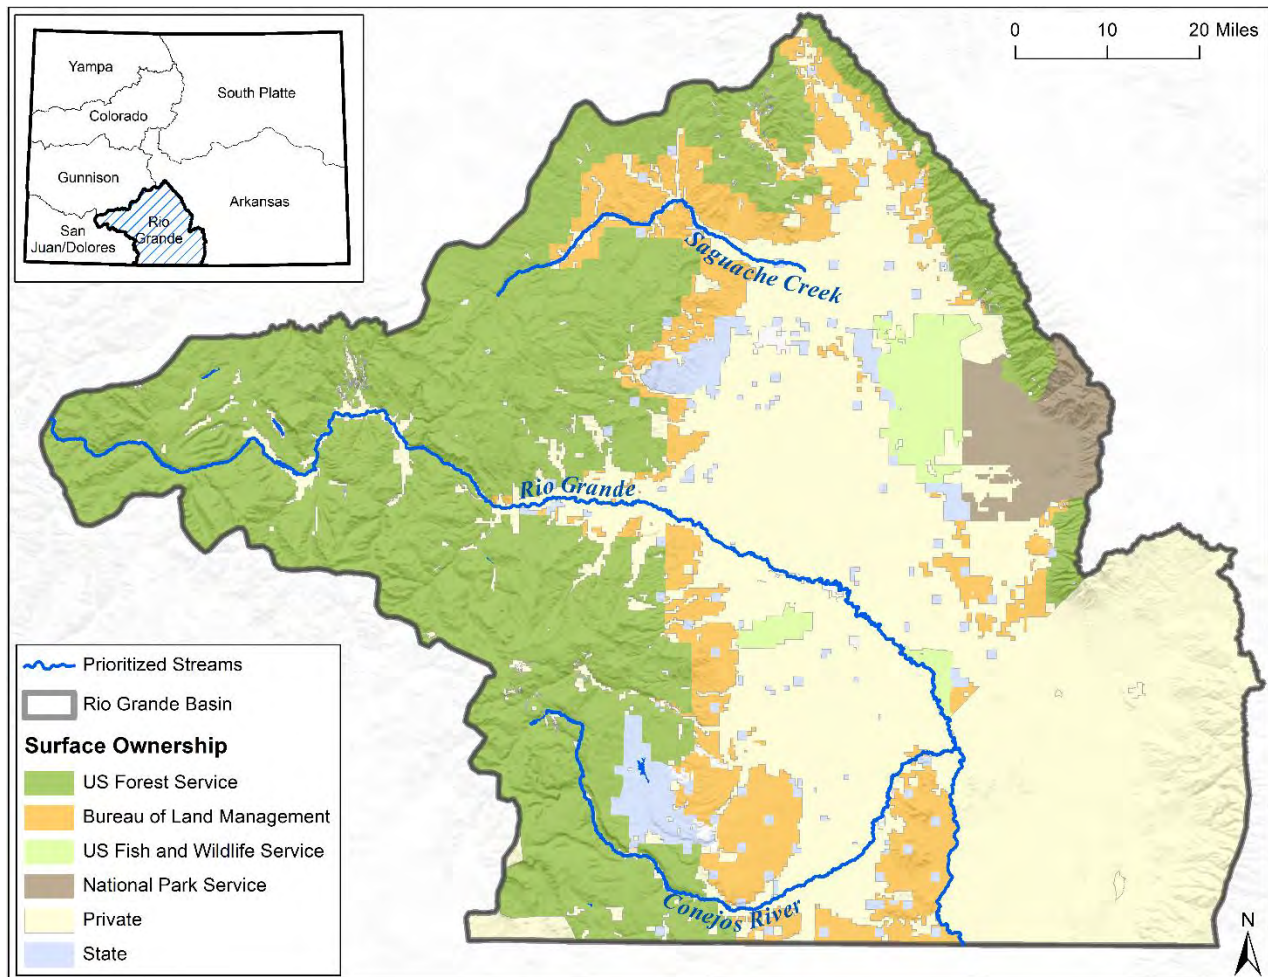 Yampa
South Platte
Colorado
Gunnison
Arkansas
Rio
Grande
San
Juan/Dolores
0 10 20 Miles
Saguache Creek
Rio Grande
Conejos River
Prioritized Streams
Rio Grande Basin
Surface Ownership
US Forest Service
Bureau of Land Management
US Fish and Wildlife Service
National Park Service
Private
State
N